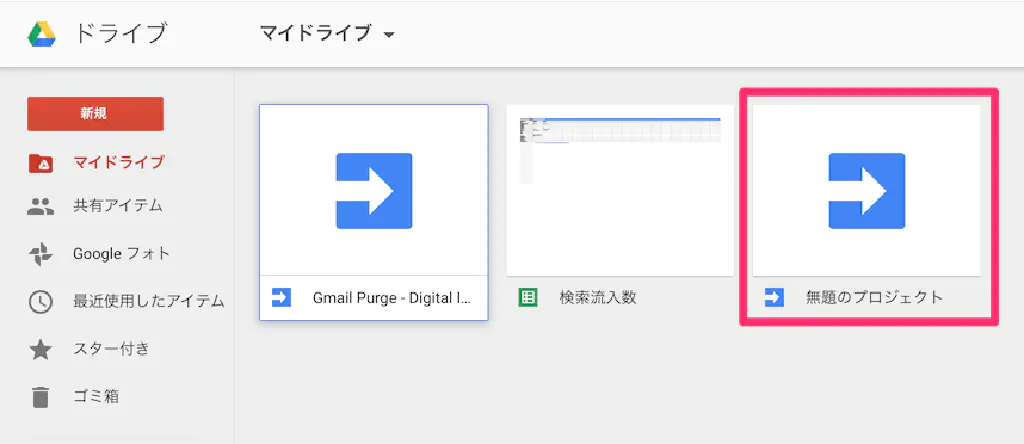 ドライブ マイドライブ
新規
マイドライブ
共有アイテム
Google フォト
最近使用したアイテム
スター付き
ゴミ箱
Gmail Purge - Digital I...
検索流入数
無題のプロジェクト